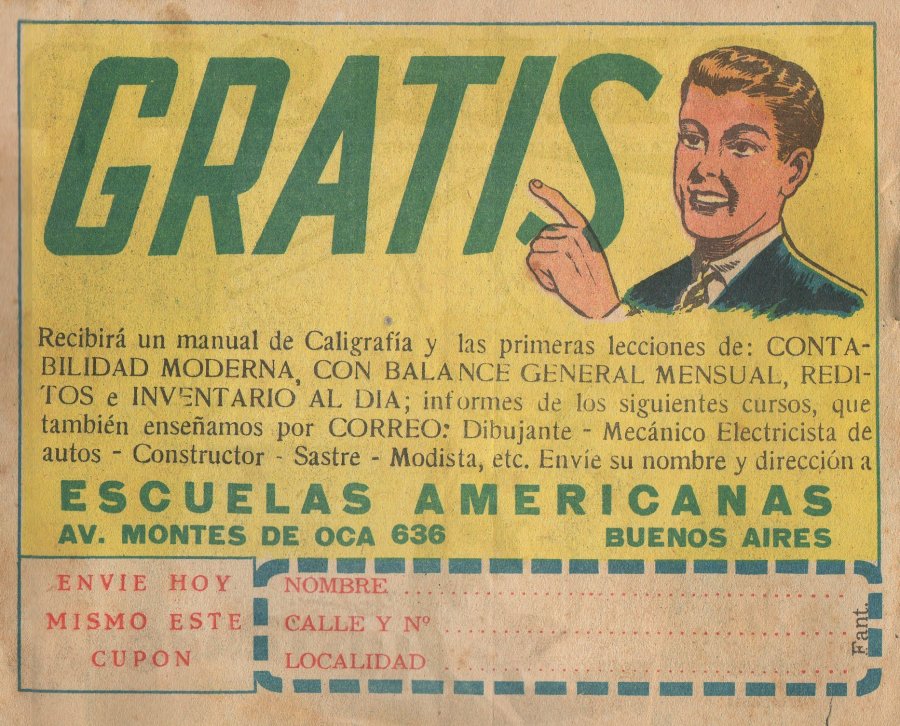 GRATIS
Recibirá un manual de Caligrafía y las primeras lecciones de: CONTA-
BILIDAD MODERNA, CON BALANCE GENERAL MENSUAL, REDI-
TOS e INVENTARIO AL DIA; informes de los siguientes cursos, que
también enseñamos por CORREO: Dibujante - Mecánico Electricista de
autos - Constructor - Sastre - Modista, etc. Envíe su nombre y dirección a
ESCUELAS AMERICANAS
AV. MONTES DE OCA 636 BUENOS AIRES
ENVIE HOY
MISMO ESTE
CUPON
NOMBRE
CALLE Y Nº
LOCALIDAD
Fant.